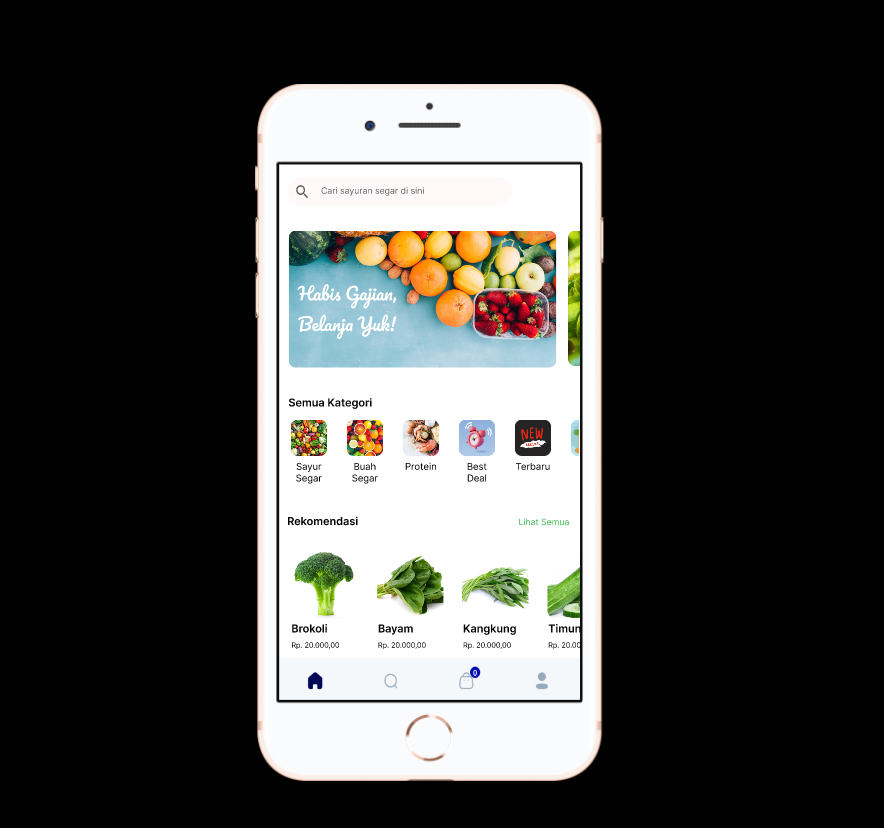 Cari sayuran segar di sini
Habis Gajian,
Belanja Yuk!
Semua Kategori
Sayur
Segar
Buah
Segar
Protein
Best
Deal
NEW
Terbaru
Rekomendasi
Lihat Semua
Brokoli
Bayam
Kangkung
Timun
Rp. 20.000,00
Rp. 20.000,00
Rp. 20.000,00
Rp. 20.0
0